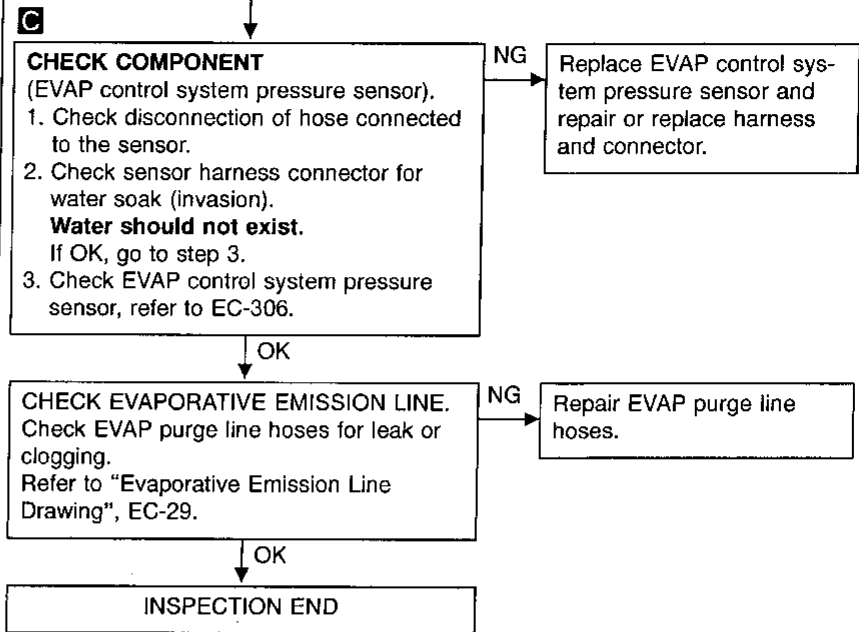 C
CHECK COMPONENT
(EVAP control system pressure sensor).
1. Check disconnection of hose connected
to the sensor.
2. Check sensor harness connector for
water soak (invasion).
Water should not exist.
If OK, go to step 3.
3. Check EVAP control system pressure
sensor, refer to EC-306.
NG
Replace EVAP control sys-
tem pressure sensor and
repair or replace harness
and connector.
OK
CHECK EVAPORATIVE EMISSION LINE.
Check EVAP purge line hoses for leak or
clogging.
Refer to “Evaporative Emission Line
Drawing”, EC-29.
NG
Repair EVAP purge line
hoses.
OK
INSPECTION END